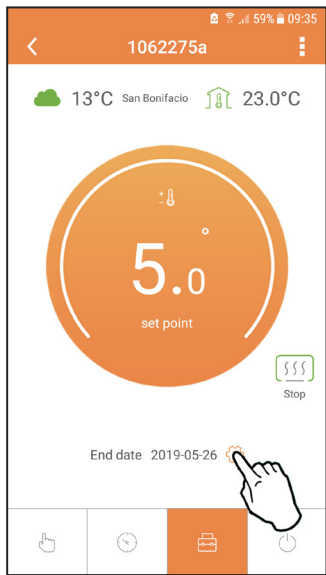 59% 09:35
1062275a
13°C San Bonifacio 23.0°C
5.0°
set point
Stop
End date 2019-05-26